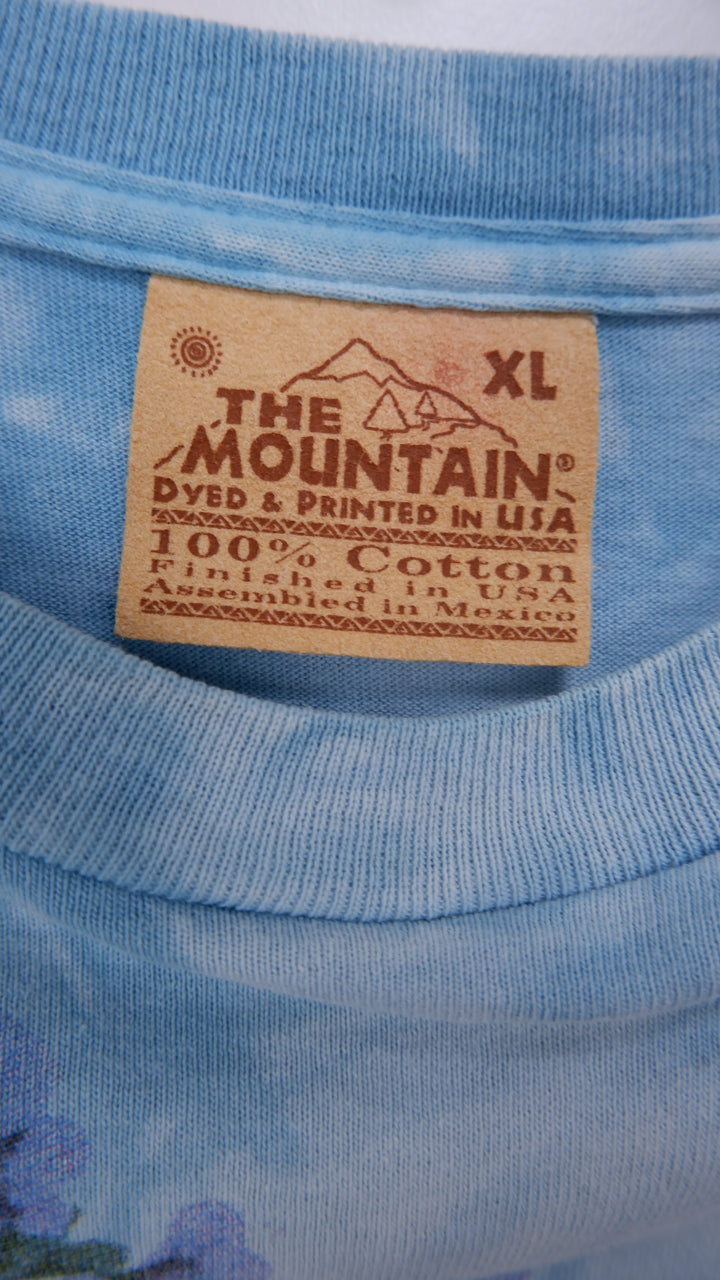 XL
THE
MOUNTAIN®
DYED & PRINTED IN USA
100% Cotton
Finished in USA
Assembled in Mexico